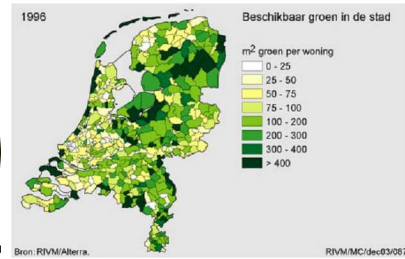 1996
Beschikbaar groen in de stad
m2 groen per woning
0 - 25
25 - 50
50 - 75
75 - 100
100 - 200
200 - 300
300 - 400
> 400
Bron: RIVM/Alterra.
RIVM/MC/dec03/087